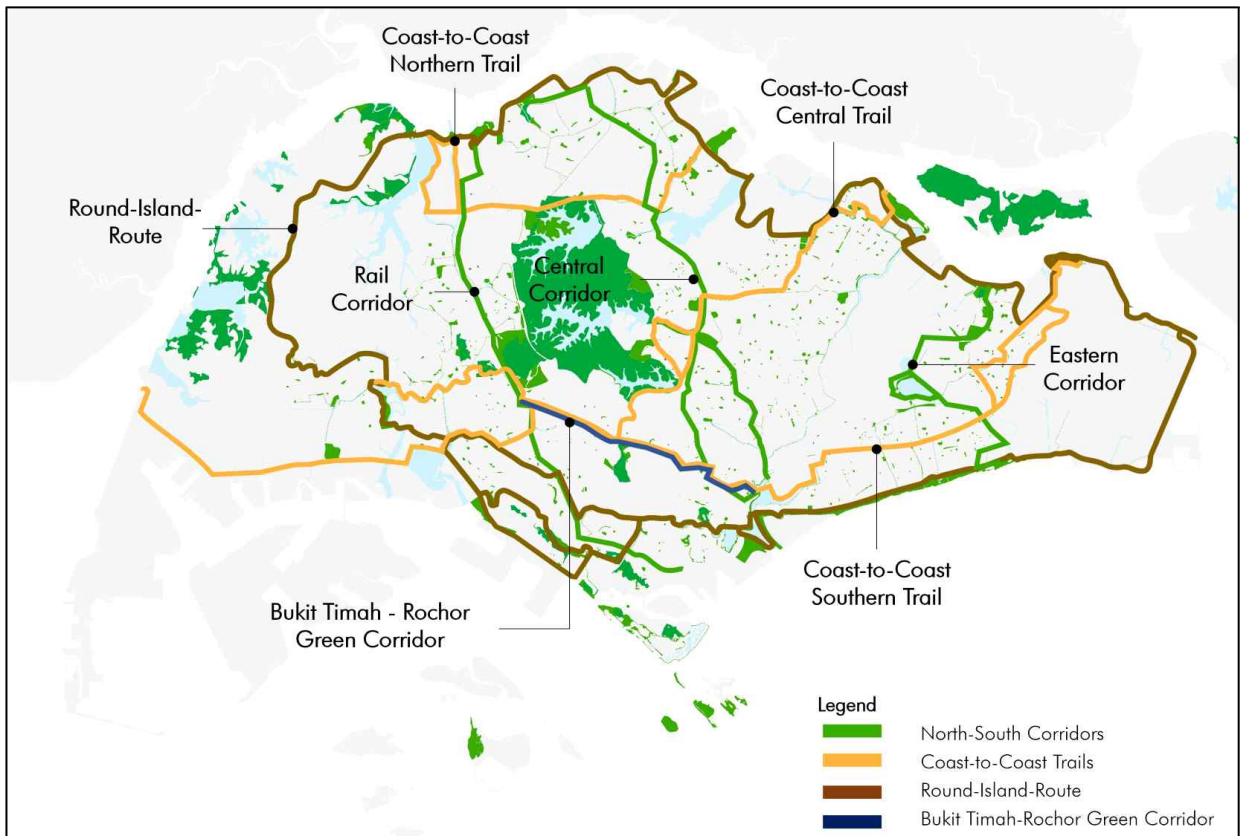 Coast-to-Coast
Northern Trail
Coast-to-Coast
Central Trail
Round-Island-
Route
Rail
Corridor
Central
Corridor
Eastern
Corridor
Coast-to-Coast
Southern Trail
Bukit Timah - Rochor
Green Corridor
Legend
North-South Corridors
Coast-to-Coast Trails
Round-Island-Route
Bukit Timah-Rochor Green Corridor